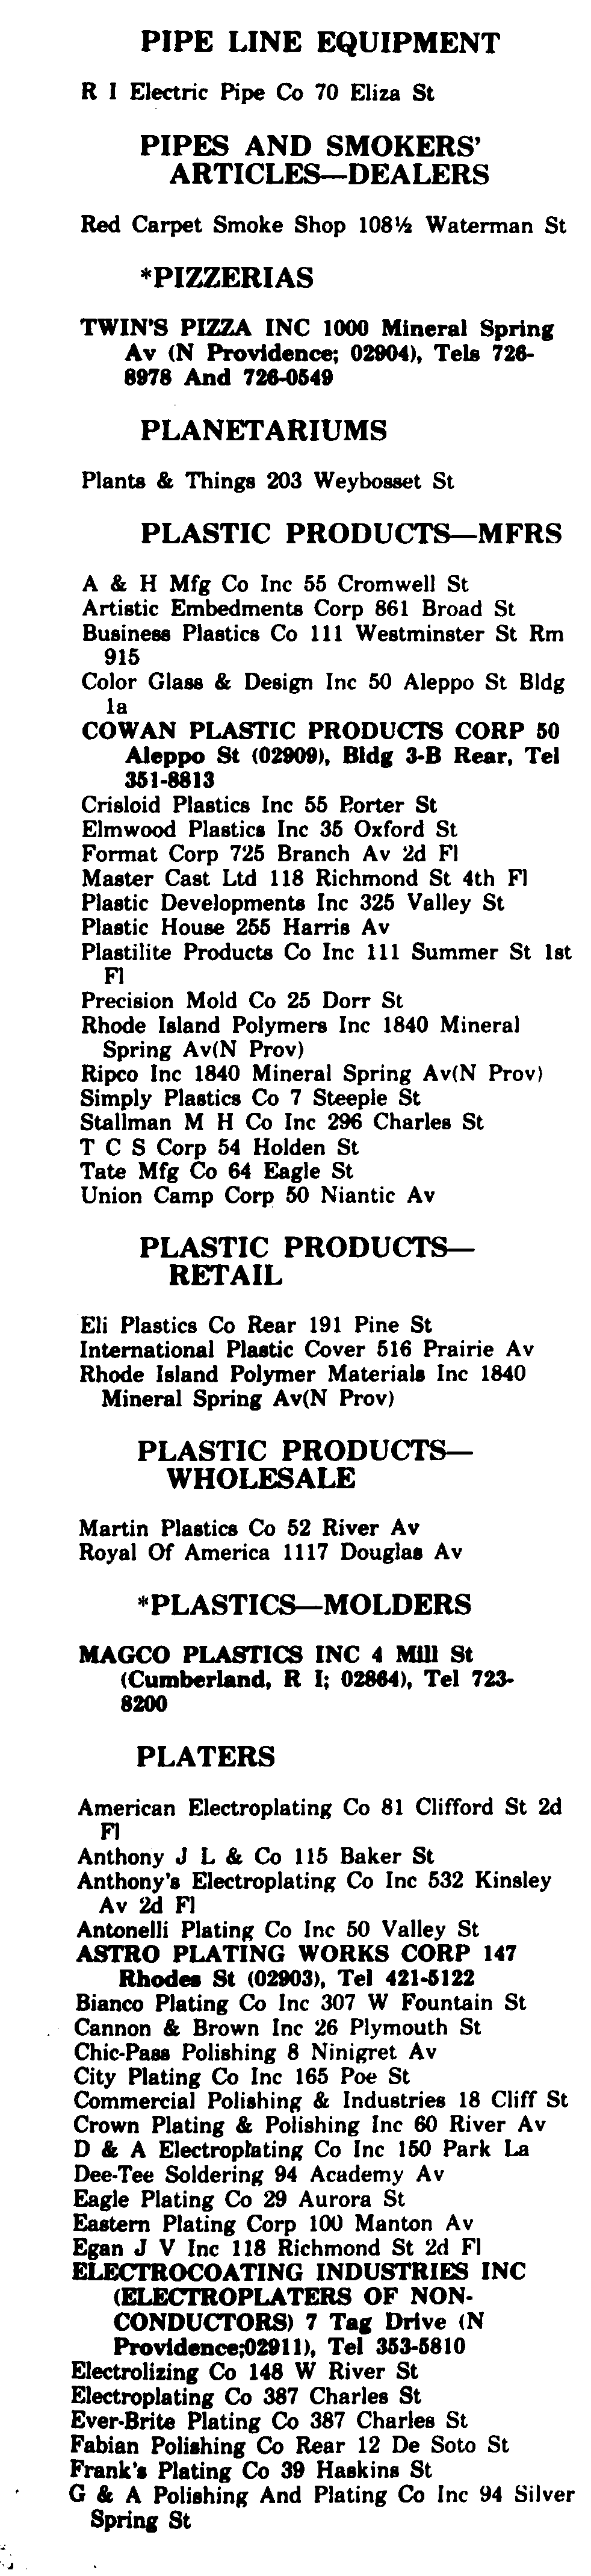 PIPE LINE EQUIPMENT
R I Electric Pipe Co 70 Eliza St
PIPES AND SMOKERS'
ARTICLES—DEALERS
Red Carpet Smoke Shop 108½ Waterman St
*PIZZERIAS
TWIN'S PIZZA INC 1000 Mineral Spring
Av (N Providence; 02904), Tels 726-
8978 And 726-0549
PLANETARIUMS
Plants & Things 203 Weybosset St
PLASTIC PRODUCTS—MFRS
A & H Mfg Co Inc 55 Cromwell St
Artistic Embedments Corp 861 Broad St
Business Plastics Co 111 Westminster St Rm
915
Color Glass & Design Inc 50 Aleppo St Bldg
1a
COWAN PLASTIC PRODUCTS CORP 50
Aleppo St (02909), Bldg 3-B Rear, Tel
351-8813
Crisloid Plastics Inc 55 Porter St
Elmwood Plastics Inc 35 Oxford St
Format Corp 725 Branch Av 2d Fl
Master Cast Ltd 118 Richmond St 4th Fl
Plastic Developments Inc 325 Valley St
Plastic House 255 Harris Av
Plastilite Products Co Inc 111 Summer St 1st
Fl
Precision Mold Co 25 Dorr St
Rhode Island Polymers Inc 1840 Mineral
Spring Av(N Prov)
Ripco Inc 1840 Mineral Spring Av(N Prov)
Simply Plastics Co 7 Steeple St
Stallman M H Co Inc 296 Charles St
T C S Corp 54 Holden St
Tate Mfg Co 64 Eagle St
Union Camp Corp 50 Niantic Av
PLASTIC PRODUCTS—
RETAIL
Eli Plastics Co Rear 191 Pine St
International Plastic Cover 516 Prairie Av
Rhode Island Polymer Materials Inc 1840
Mineral Spring Av(N Prov)
PLASTIC PRODUCTS—
WHOLESALE
Martin Plastics Co 52 River Av
Royal Of America 1117 Douglas Av
*PLASTICS—MOLDERS
MAGCO PLASTICS INC 4 Mill St
(Cumberland, R I; 02864), Tel 723-
8200
PLATERS
American Electroplating Co 81 Clifford St 2d
Fl
Anthony J L & Co 115 Baker St
Anthony's Electroplating Co Inc 532 Kinsley
Av 2d Fl
Antonelli Plating Co Inc 50 Valley St
ASTRO PLATING WORKS CORP 147
Rhodes St (02903), Tel 421-5122
Bianco Plating Co Inc 307 W Fountain St
Cannon & Brown Inc 26 Plymouth St
Chic-Pass Polishing 8 Ninigret Av
City Plating Co Inc 165 Poe St
Commercial Polishing & Industries 18 Cliff St
Crown Plating & Polishing Inc 60 River Av
D & A Electroplating Co Inc 150 Park La
Dee-Tee Soldering 94 Academy Av
Eagle Plating Co 29 Aurora St
Eastern Plating Corp 100 Manton Av
Egan J V Inc 118 Richmond St 2d Fl
ELECTROCOATING INDUSTRIES INC
(ELECTROPLATERS OF NON-
CONDUCTORS) 7 Tag Drive (N
Providence;02911), Tel 353-5810
Electrolizing Co 148 W River St
Electroplating Co 387 Charles St
Ever-Brite Plating Co 387 Charles St
Fabian Polishing Co Rear 12 De Soto St
Frank's Plating Co 39 Haskins St
G & A Polishing And Plating Co Inc 94 Silver
Spring St